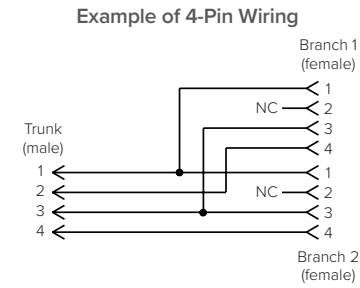 Example of 4-Pin Wiring
Branch 1
(female)
1
NC 2
3
4
Trunk
(male)
1 1
2 NC 2
3 3
4 4
Branch 2
(female)